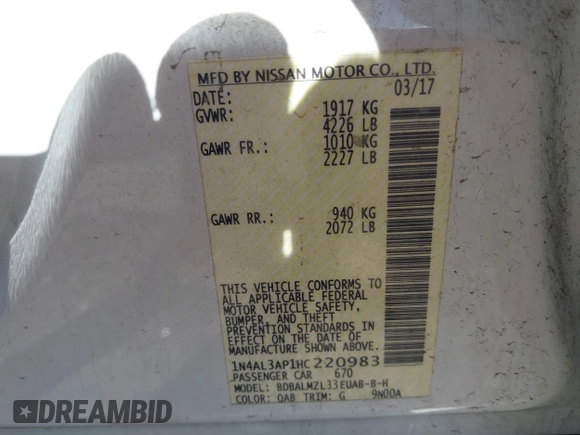 MFD BY NISSAN MOTOR CO., LTD.
DATE: 03/17
GVWR: 1917 KG
4226 LB
GAWR FR.: 1010 KG
2227 LB
GAWR RR.: 940 KG
2072 LB
THIS VEHICLE CONFORMS TO
ALL APPLICABLE FEDERAL
MOTOR VEHICLE SAFETY,
BUMPER, AND THEFT
PREVENTION STANDARDS IN
EFFECT ON THE DATE OF
MANUFACTURE SHOWN ABOVE.
1N4AL3AP1HC220983
PASSENGER CAR 670
MODEL: BDBALMZL33EUAB-B-H
COLOR: QAB TRIM: G 9N00A
AUTOBIDCAR